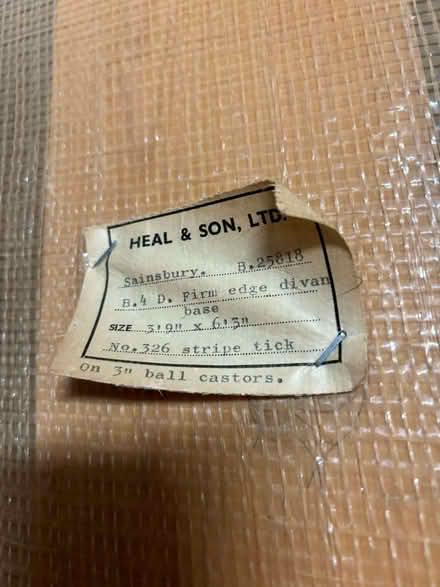 HEAL & SON, LTD.
Sainsbury. B.25818
B.4 D. Firm edge divan
base
SIZE 3'9" x 6'3"
No.326 stripe tick
On 3" ball castors.